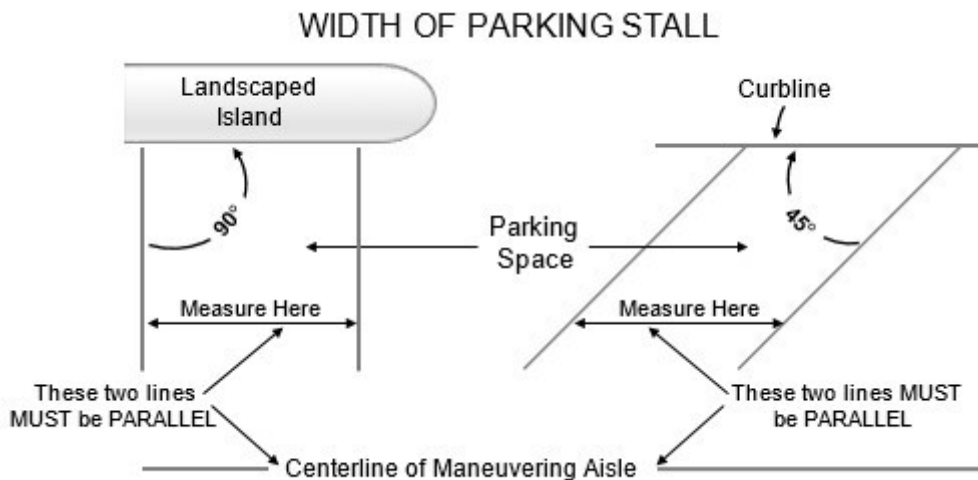 WIDTH OF PARKING STALL
Landscaped
Island
Curbline
90°
45°
Parking
Space
Measure Here
Measure Here
These two lines
MUST be PARALLEL
These two lines MUST
be PARALLEL
Centerline of Maneuvering Aisle